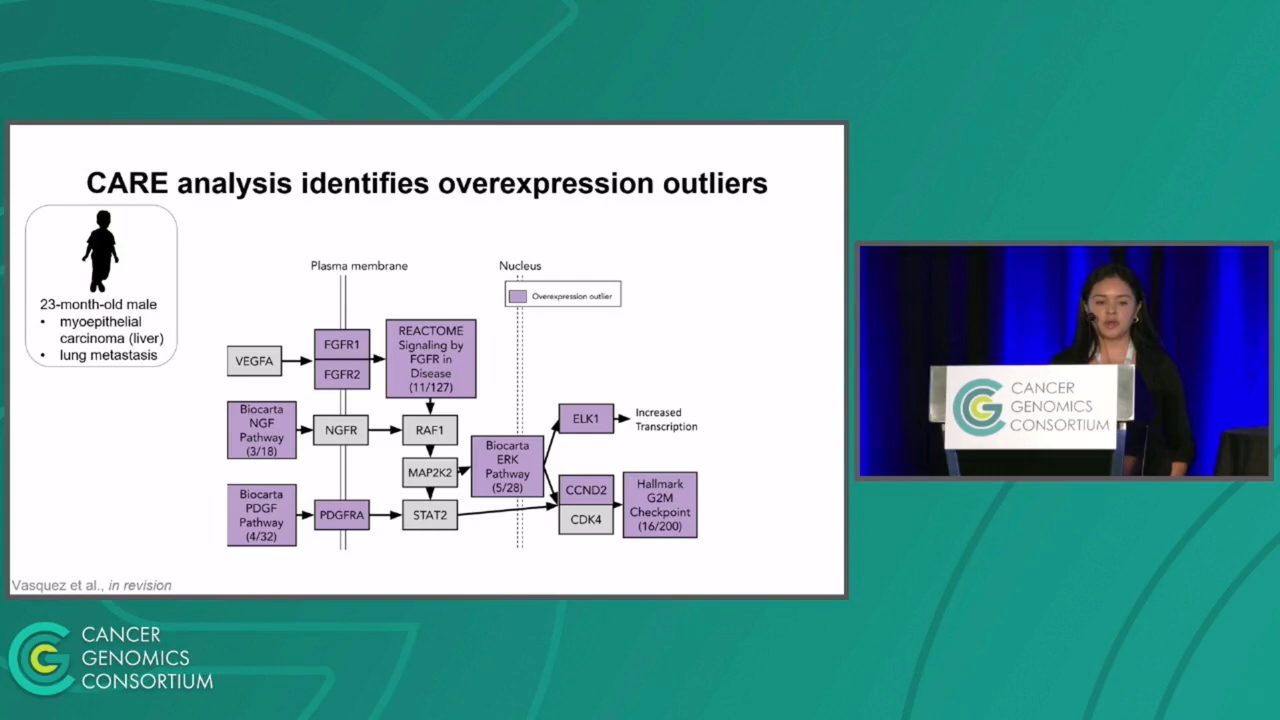 CARE analysis identifies overexpression outliers
23-month-old male
• myoepithelial
carcinoma (liver)
• lung metastasis
Plasma membrane
Nucleus
Overexpression outlier
VEGFA
FGFR1
FGFR2
REACTOME
Signaling by
FGFR in
Disease
(11/127)
Biocarta
NGF
Pathway
(3/18)
NGFR
RAF1
MAP2K2
Biocarta
ERK
Pathway
(5/28)
ELK1
Increased
Transcription
Biocarta
PDGF
Pathway
(4/32)
PDGFRA
STAT2
CCND2
CDK4
Hallmark
G2M
Checkpoint
(16/200)
Vasquez et al., in revision
CANCER
GENOMICS
CONSORTIUM
CANCER
GENOMICS
CONSORTIUM